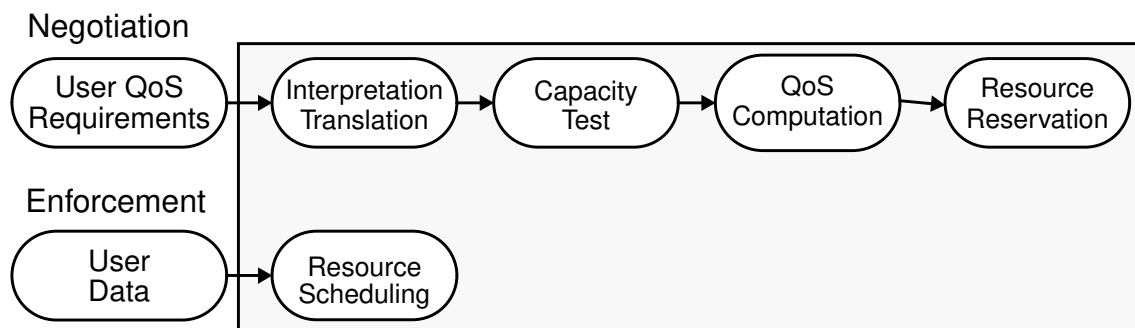 Negotiation
User QoS
Requirements
Interpretation
Translation
Capacity
Test
QoS
Computation
Resource
Reservation
Enforcement
User
Data
Resource
Scheduling